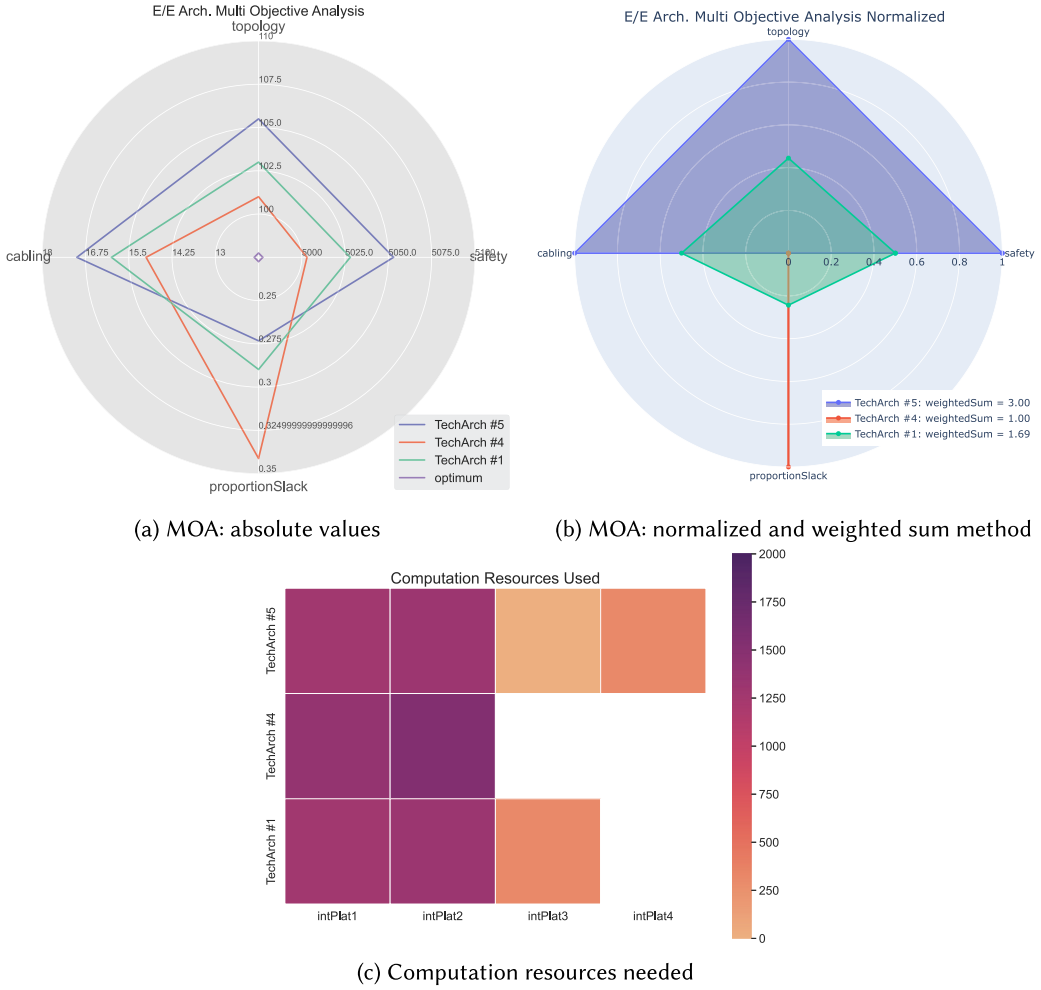 E/E Arch. Multi Objective Analysis
topology
110
107.5
105.0
102.5
100
18
16.75
15.5
14.25
13
5000
5025.0
5050.0
5075.0
5100
cabling
safety
0.25
0.275
0.3
0.32499999999999996
0.35
proportionSlack
TechArch #5
TechArch #4
TechArch #1
optimum
(a) MOA: absolute values
E/E Arch. Multi Objective Analysis Normalized
topology
cabling
safety
0
0.2
0.4
0.6
0.8
1
TechArch #5: weightedSum = 3.00
TechArch #4: weightedSum = 1.00
TechArch #1: weightedSum = 1.69
proportionSlack
(b) MOA: normalized and weighted sum method
Computation Resources Used
TechArch #5
TechArch #4
TechArch #1
intPlat1
intPlat2
intPlat3
intPlat4
2000
1750
1500
1250
1000
750
500
250
0
(c) Computation resources needed